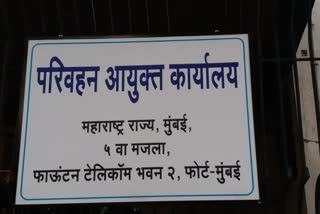 परिवहन आयुक्त कार्यालय
महाराष्ट्र राज्य, मुंबई,
५ वा मजला,
फाऊंटन टेलिकॉम भवन २, फोर्ट-मुंबई